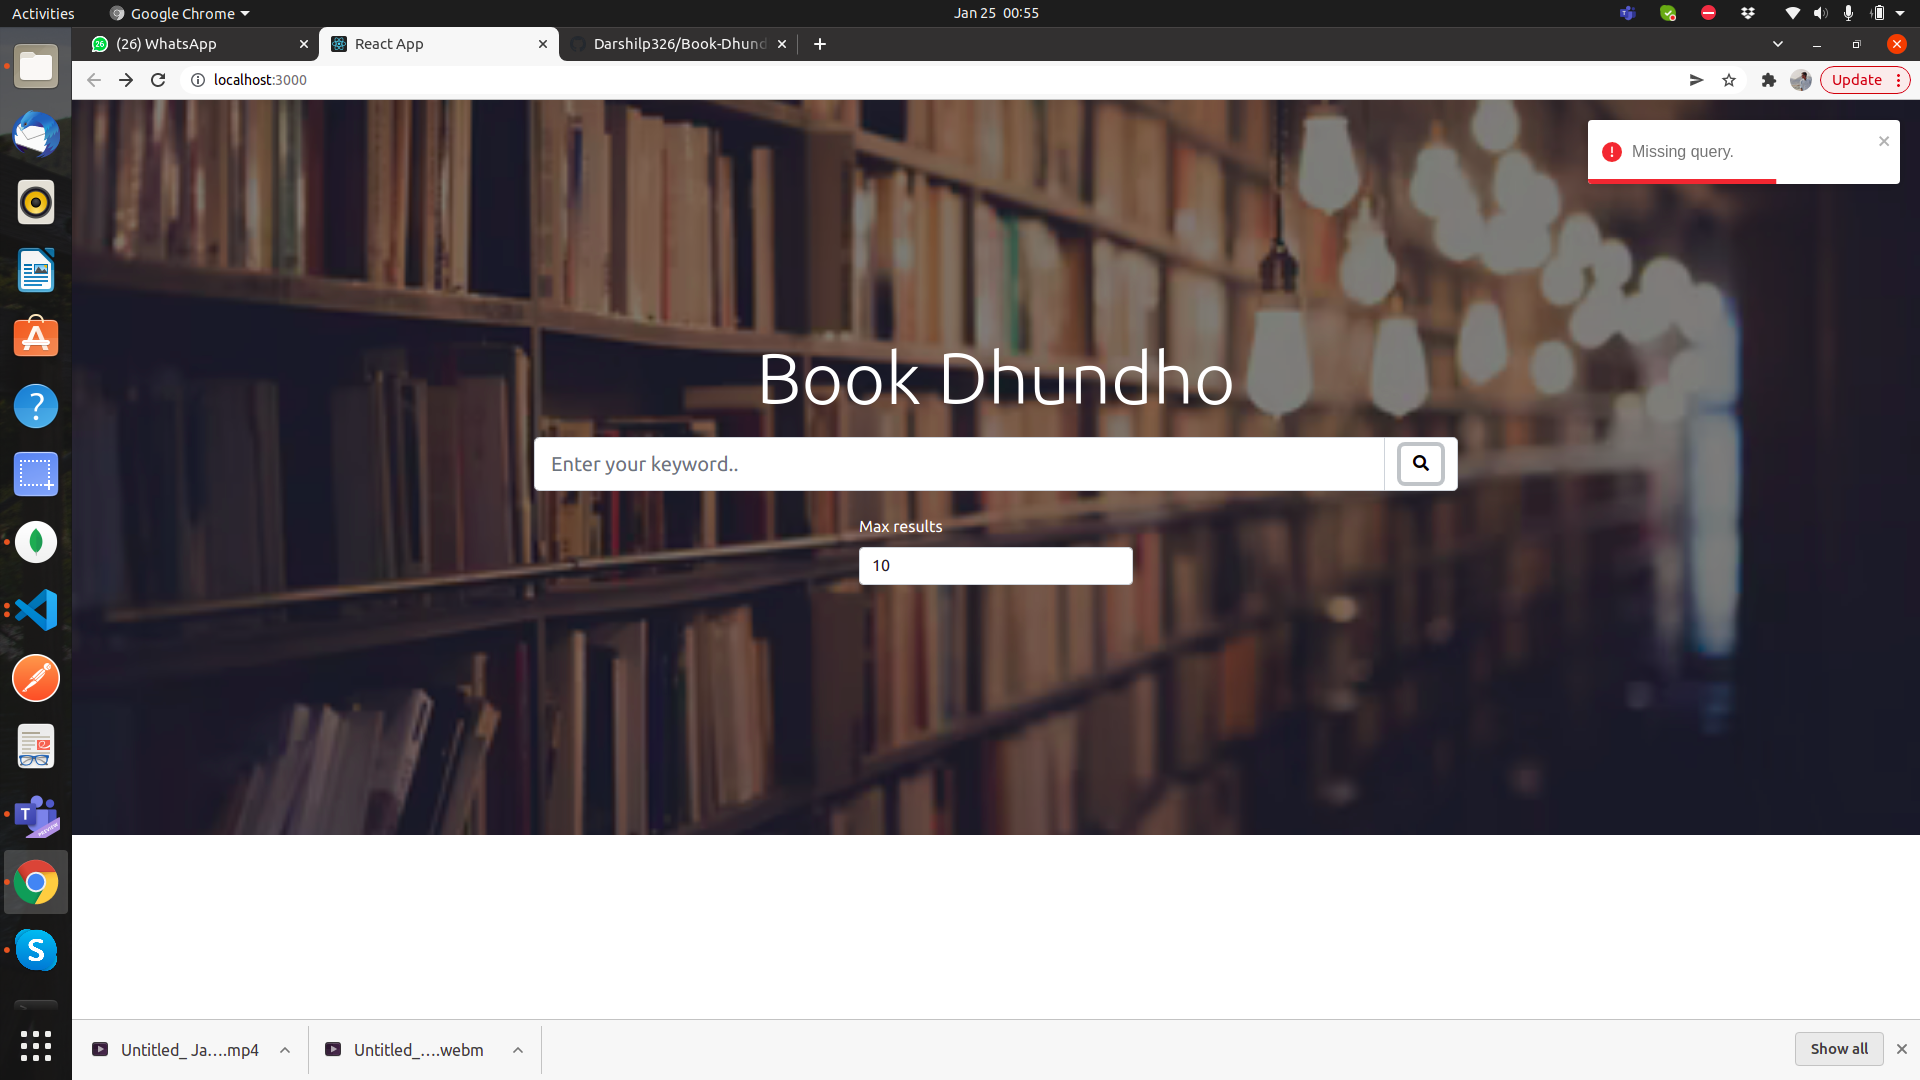 Activities
Google Chrome
Jan 25 00:55
(26) WhatsApp
React App
Darshilp326/Book-Dhund
localhost:3000
Update
Missing query.
Book Dhundho
Enter your keyword..
Max results
10
Untitled_ Ja....mp4
Untitled_....webm
Show all